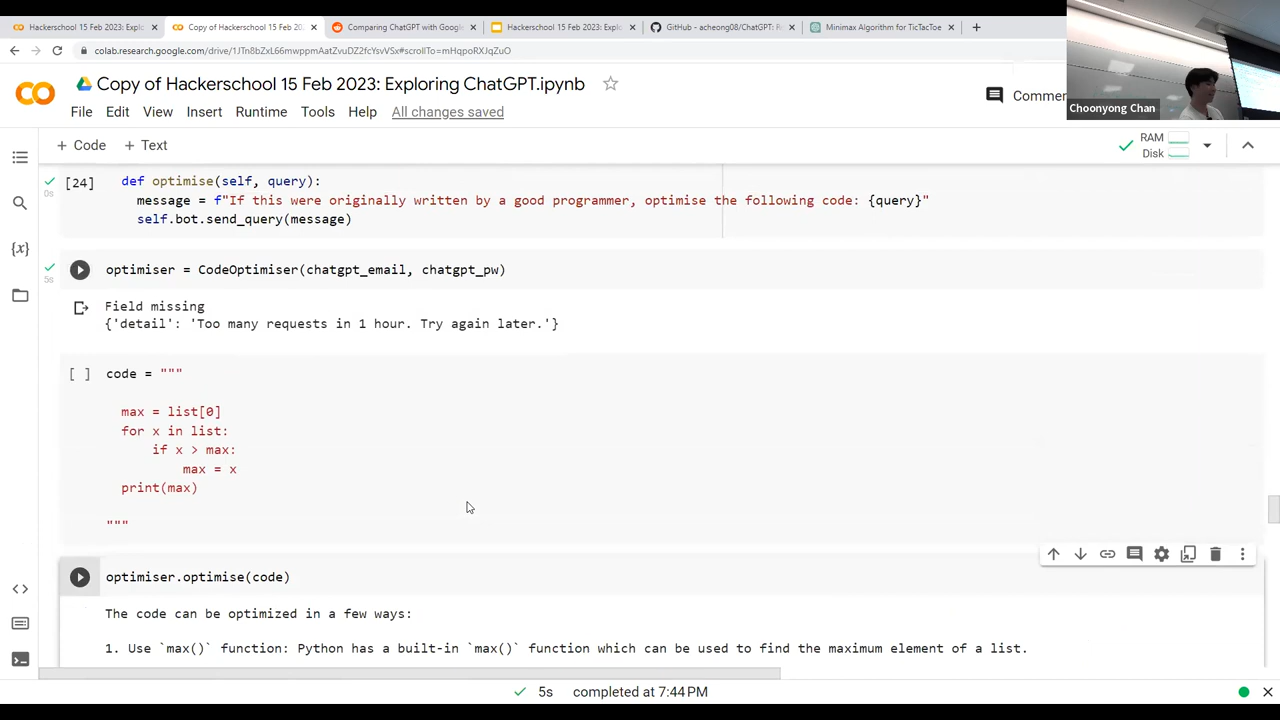 Hackerschool 15 Feb 2023: Explo
Copy of Hackerschool 15 Feb 202
Comparing ChatGPT with Google
Hackerschool 15 Feb 2023: Explo
GitHub - acheong08/ChatGPT: R
Minimax Algorithm for TicTacToe
colab.research.google.com/drive/1JTn8bZxL66mwppmAatZvuDZ2fcYsvVSx#scrollTo=mHqpoRXJqZuO
Choonyong Chan
Copy of Hackerschool 15 Feb 2023: Exploring ChatGPT.ipynb
Commen
File Edit View Insert Runtime Tools Help All changes saved
+ Code + Text
RAM
Disk
[24] def optimise(self, query):
0s
message = f"If this were originally written by a good programmer, optimise the following code: {query}"
self.bot.send_query(message)
optimiser = CodeOptimiser(chatgpt_email, chatgpt_pw)
5s
Field missing
{'detail': 'Too many requests in 1 hour. Try again later.'}
[ ] code = """
max = list[0]
for x in list:
if x > max:
max = x
print(max)
"""
optimiser.optimise(code)
The code can be optimized in a few ways:
1. Use `max()` function: Python has a built-in `max()` function which can be used to find the maximum element of a list.
5s completed at 7:44 PM